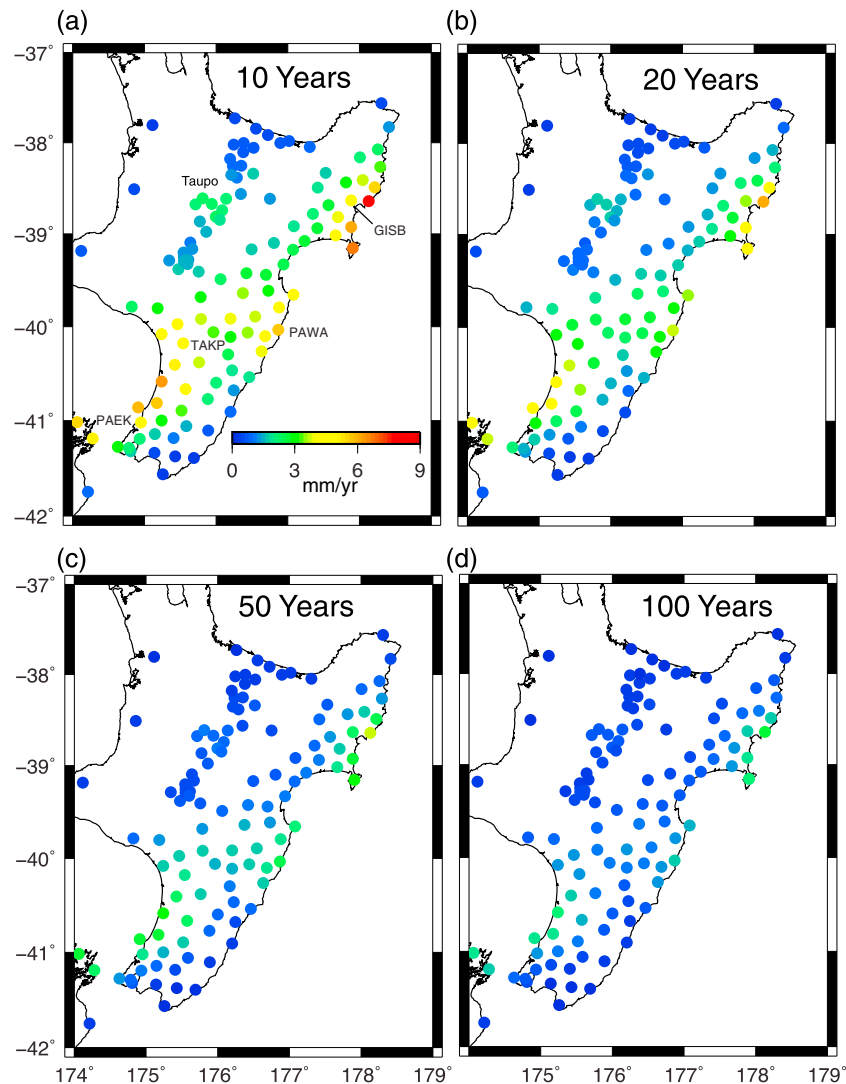 (a)
(b)
10 Years
20 Years
−37˚
−38˚
−39˚
−40˚
−41˚
−42˚
Taupo
GISB
PAWA
TAKP
PAEK
0 3 6 9
mm/yr
(c)
(d)
50 Years
100 Years
−37˚
−38˚
−39˚
−40˚
−41˚
−42˚
174˚ 175˚ 176˚ 177˚ 178˚ 179˚
175˚ 176˚ 177˚ 178˚ 179˚